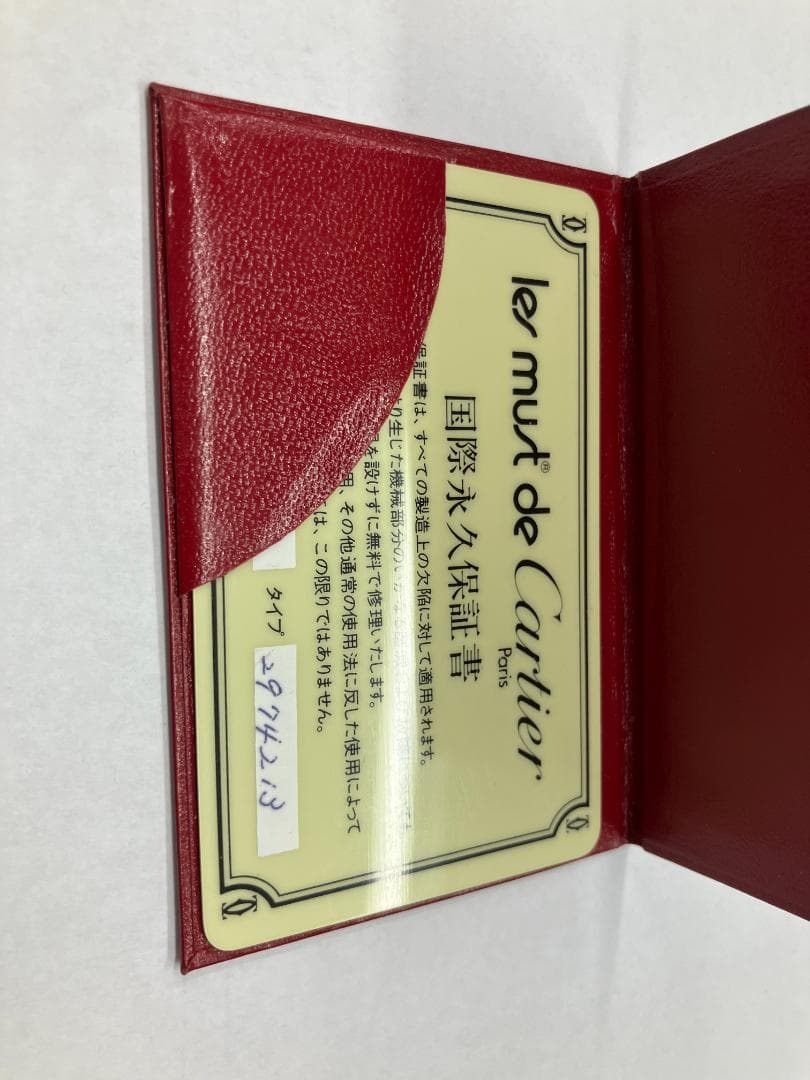 les must® de Cartier
Paris
国際永久保証書
保証書は、すべての製造上の欠陥に対して適用されます。
り生じた機械部分のいかなる
を設けずに無料で修理いたします。
用、その他通常の使用法に反した使用によって
は、この限りではありません。
タイプ 2974213